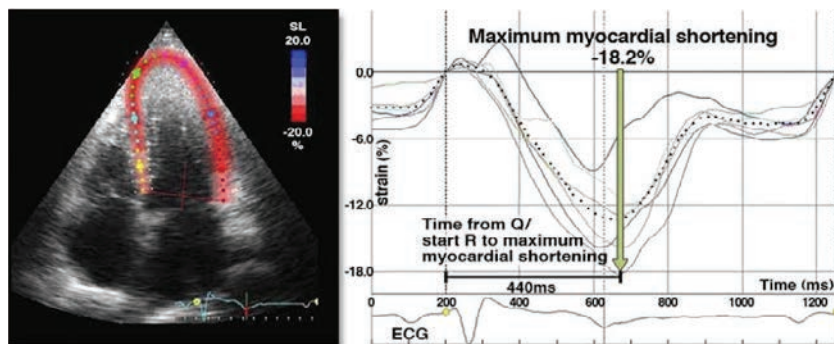 SL
20.0
-20.0
%
Maximum myocardial shortening
-18.2%
0.0
-6.0
-12.0
-18.0
strain (%)
Time from Q/
start R to maximum
myocardial shortening
440ms
Time (ms)
0
200
400
600
800
1000
1200
ECG